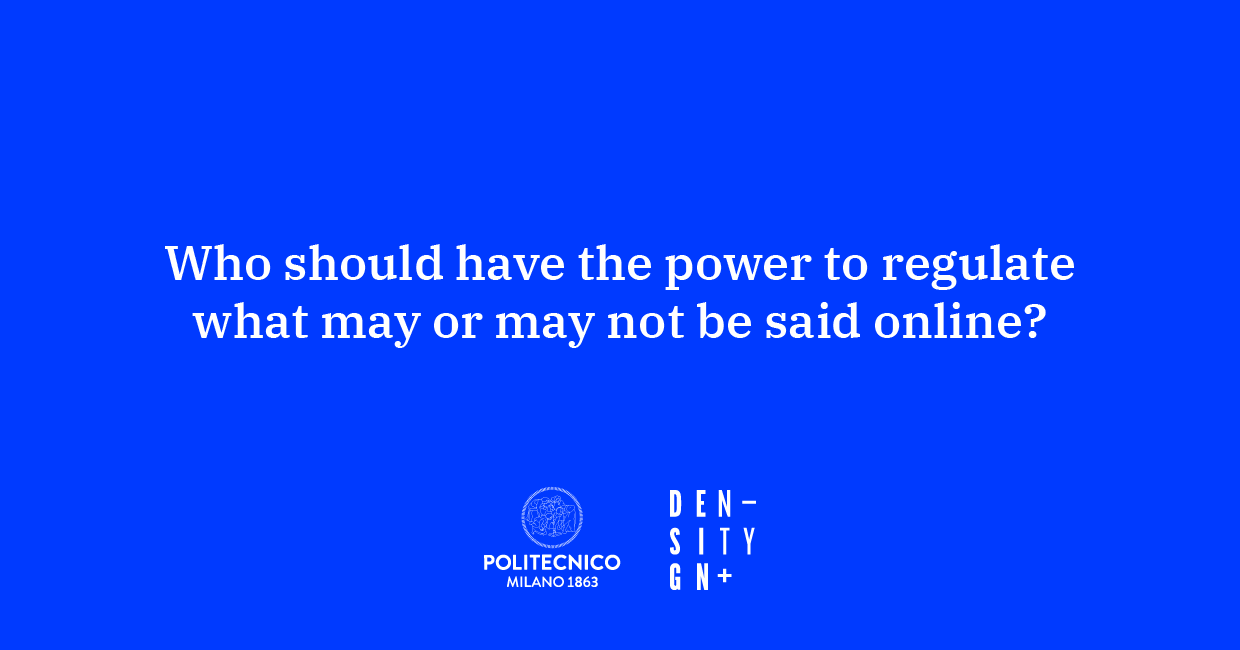 Who should have the power to regulate
what may or may not be said online?
POLITECNICO
MILANO 1863
DEN–
SITY
GN+